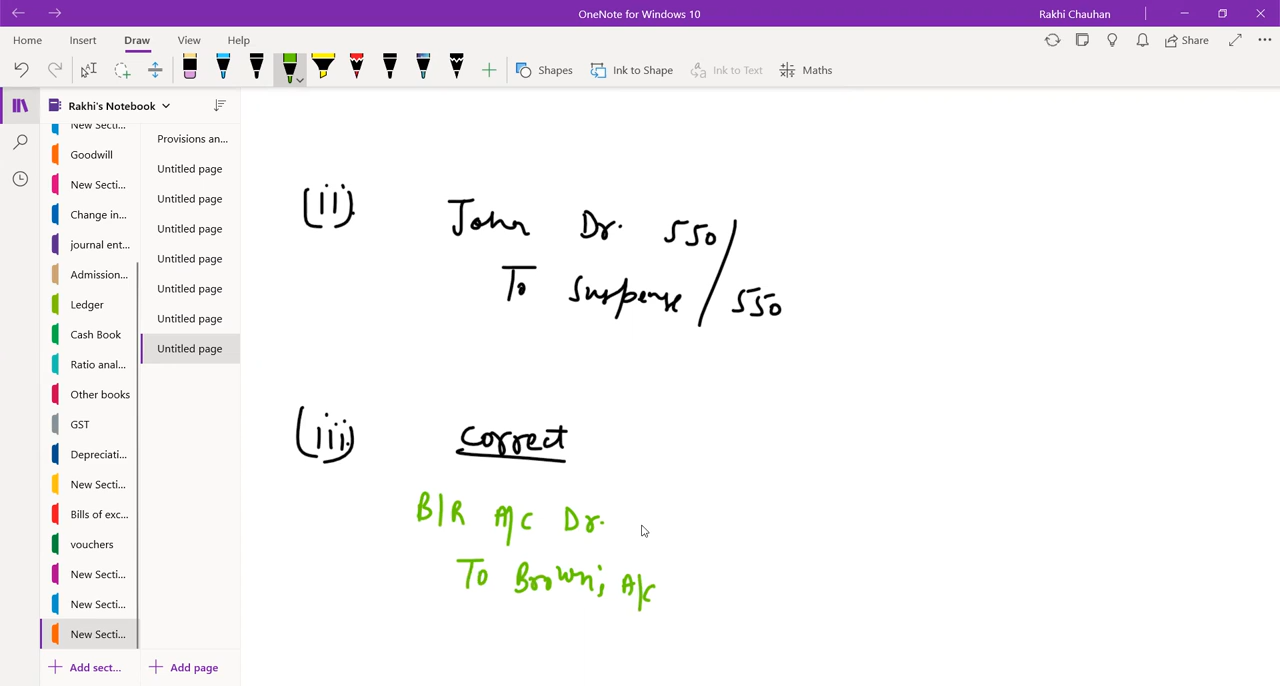 OneNote for Windows 10
Rakhi Chauhan
Home Insert Draw View Help
Share
Shapes Ink to Shape Ink to Text Maths
Rakhi's Notebook
New Secti...
Goodwill
New Secti...
Change in...
journal ent...
Admission...
Ledger
Cash Book
Ratio anal...
Other books
GST
Depreciati...
New Secti...
Bills of exc...
vouchers
New Secti...
New Secti...
New Secti...
Add sect...
Provisions an...
Untitled page
Untitled page
Untitled page
Untitled page
Untitled page
Untitled page
Untitled page
Add page
(ii) John Dr. 550
To Suspense 550
(iii) Correct
B/R A/C Dr.
To Brown's A/C